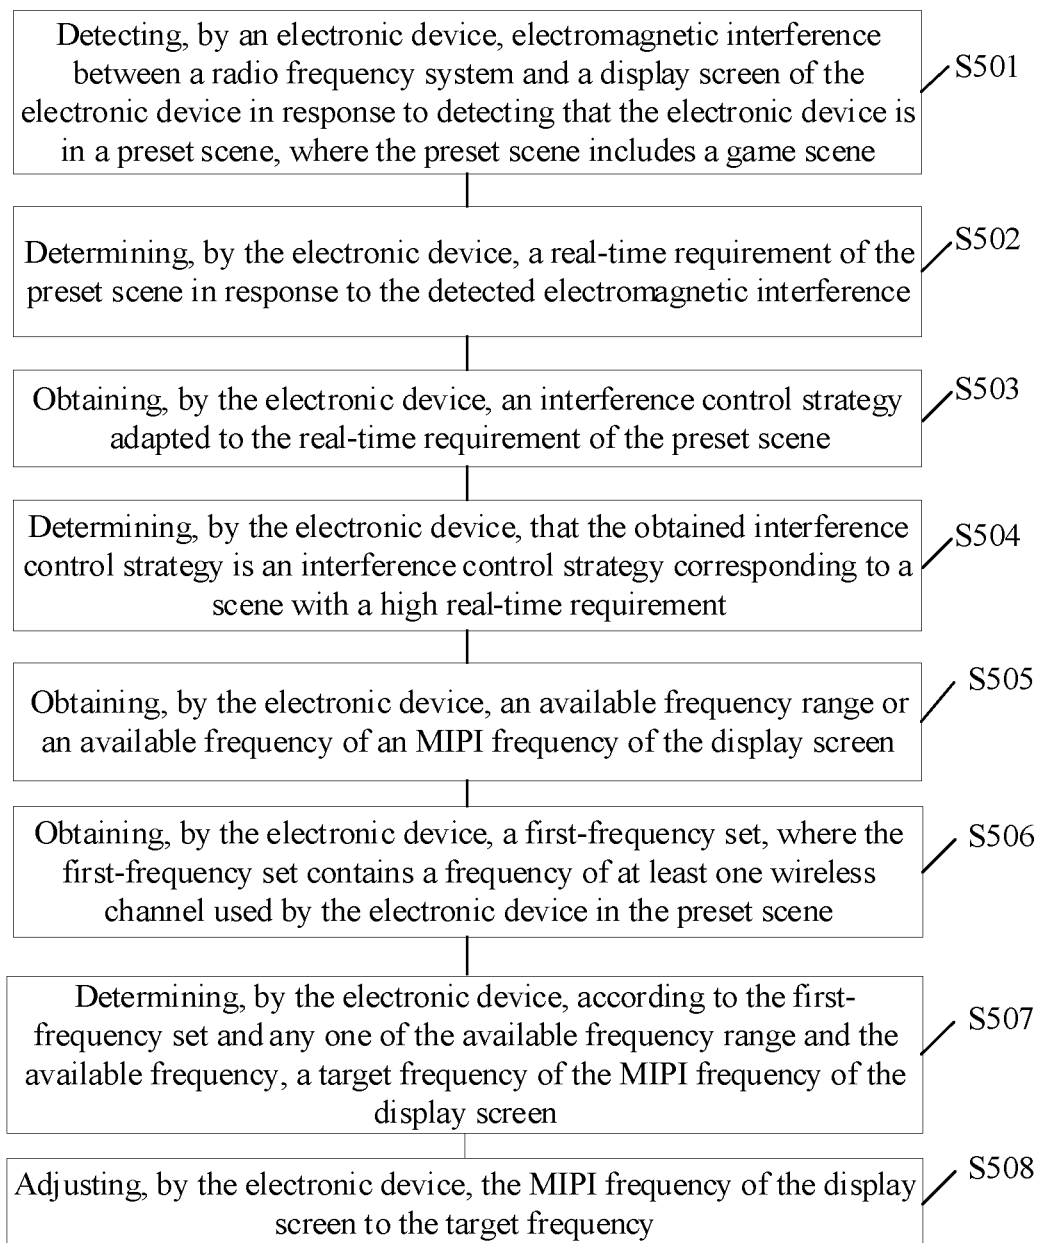 Detecting, by an electronic device, electromagnetic interference
between a radio frequency system and a display screen of the
electronic device in response to detecting that the electronic device is
in a preset scene, where the preset scene includes a game scene
S501
Determining, by the electronic device, a real-time requirement of the
preset scene in response to the detected electromagnetic interference
S502
Obtaining, by the electronic device, an interference control strategy
adapted to the real-time requirement of the preset scene
S503
Determining, by the electronic device, that the obtained interference
control strategy is an interference control strategy corresponding to a
scene with a high real-time requirement
S504
Obtaining, by the electronic device, an available frequency range or
an available frequency of an MIPI frequency of the display screen
S505
Obtaining, by the electronic device, a first-frequency set, where the
first-frequency set contains a frequency of at least one wireless
channel used by the electronic device in the preset scene
S506
Determining, by the electronic device, according to the first-
frequency set and any one of the available frequency range and the
available frequency, a target frequency of the MIPI frequency of the
display screen
S507
Adjusting, by the electronic device, the MIPI frequency of the display
screen to the target frequency
S508